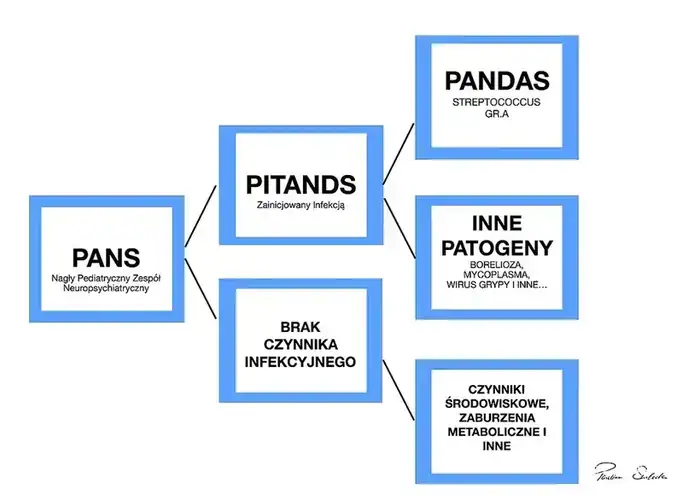 PANS
Nagły Pediatryczny Zespół
Neuropsychiatryczny
PITANDS
Zainicjowany Infekcją
BRAK
CZYNNIKA
INFEKCYJNEGO
PANDAS
STREPTOCOCCUS
GR.A
INNE
PATOGENY
BORELIOZA,
MYCOPLASMA,
WIRUS GRYPY I INNE...
CZYNNIKI
ŚRODOWISKOWE,
ZABURZENIA
METABOLICZNE I
INNE